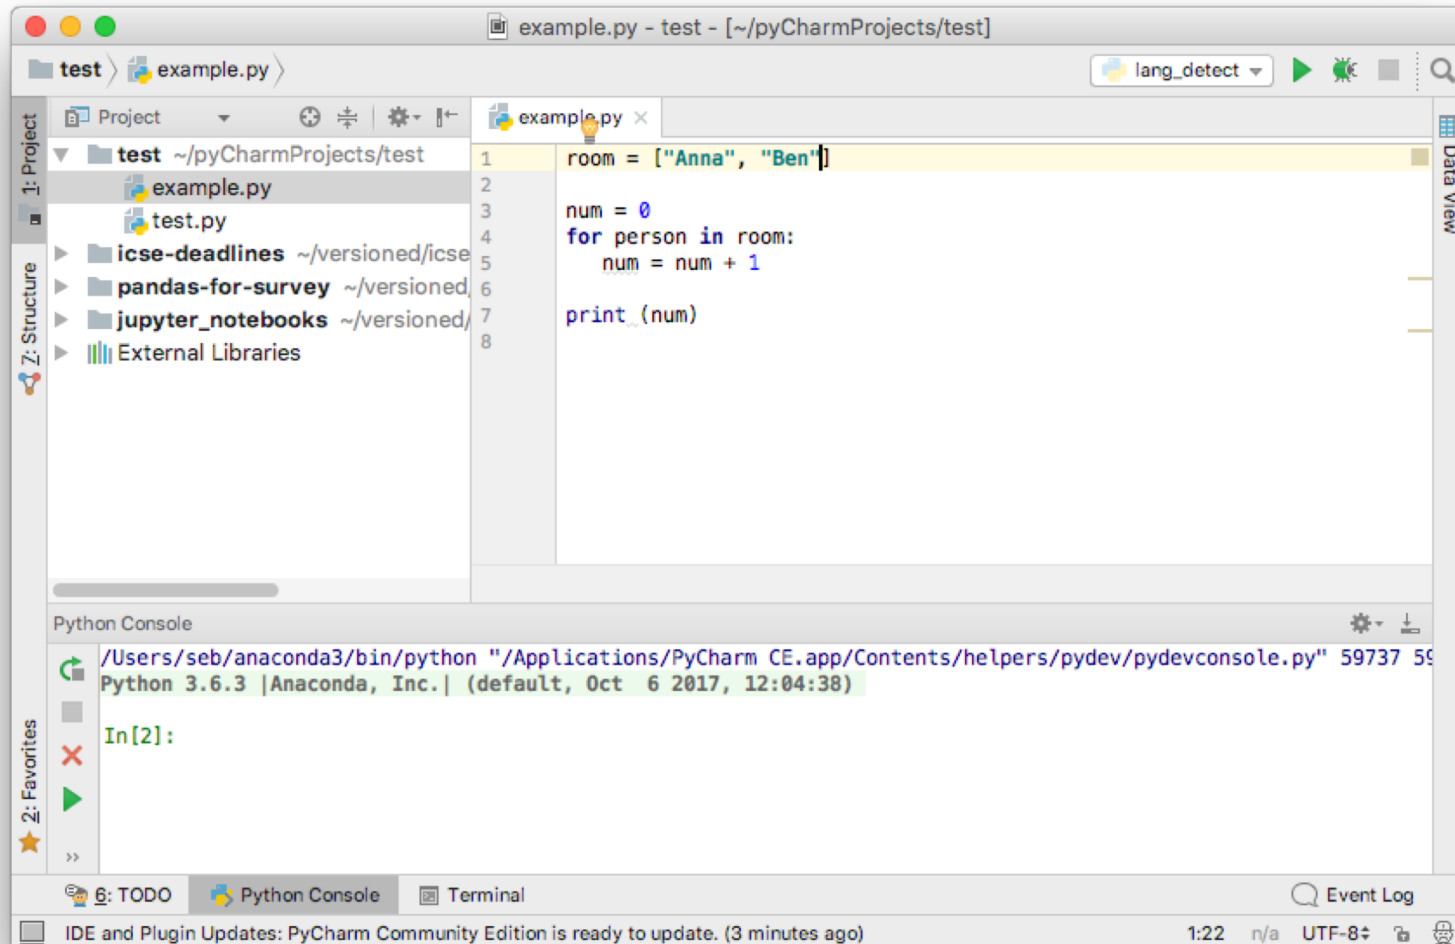 example.py - test - [~/pyCharmProjects/test]
test example.py
lang_detect
1: Project
Project
test ~/pyCharmProjects/test
example.py
test.py
icse-deadlines ~/versioned/icse
pandas-for-survey ~/versioned
jupyter_notebooks ~/versioned/
External Libraries
Z: Structure
2: Favorites
example.py
1 room = ["Anna", "Ben"]
2
3 num = 0
4 for person in room:
5 num = num + 1
6
7 print (num)
8
Data View
Python Console
/Users/seb/anaconda3/bin/python "/Applications/PyCharm CE.app/Contents/helpers/pydev/pydevconsole.py" 59737 59
Python 3.6.3 |Anaconda, Inc.| (default, Oct  6 2017, 12:04:38)
In[2]:
»
6: TODO Python Console Terminal Event Log
IDE and Plugin Updates: PyCharm Community Edition is ready to update. (3 minutes ago) 1:22 n/a UTF-8